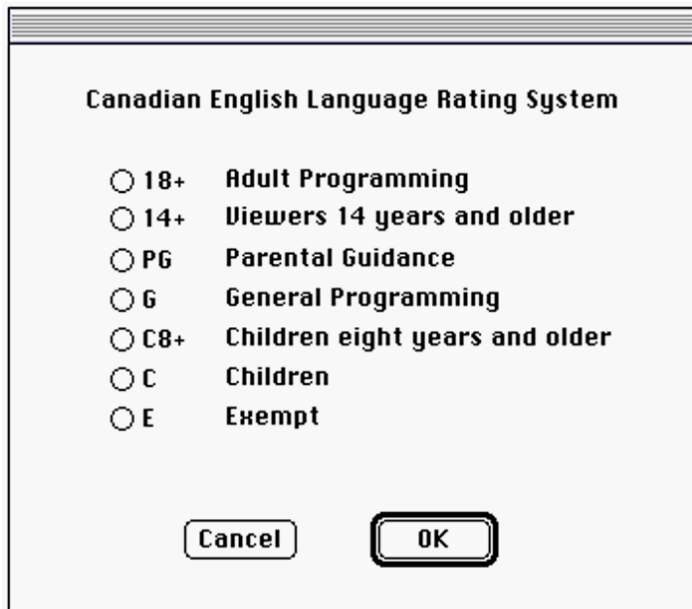 Canadian English Language Rating System
18+ Adult Programming
14+ Viewers 14 years and older
PG Parental Guidance
G General Programming
C8+ Children eight years and older
C Children
E Exempt
Cancel OK